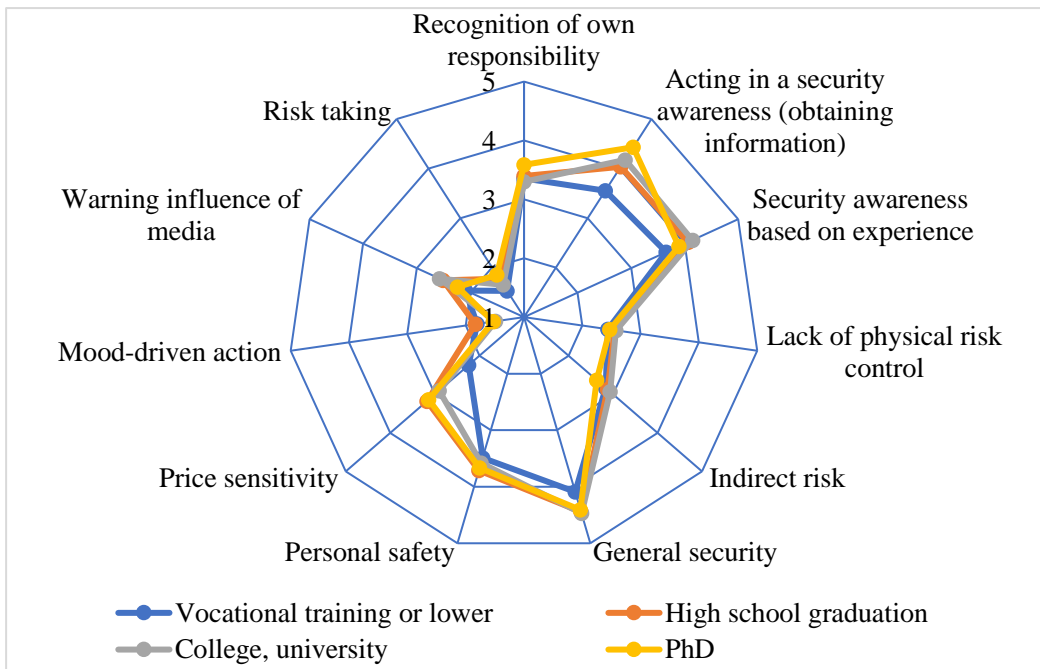 Recognition of own
responsibility
Acting in a security
awareness (obtaining
information)
Security awareness
based on experience
Lack of physical risk
control
Indirect risk
General security
Personal safety
Price sensitivity
Mood-driven action
Warning influence of
media
Risk taking
5
4
3
2
1
Vocational training or lower
High school graduation
College, university
PhD